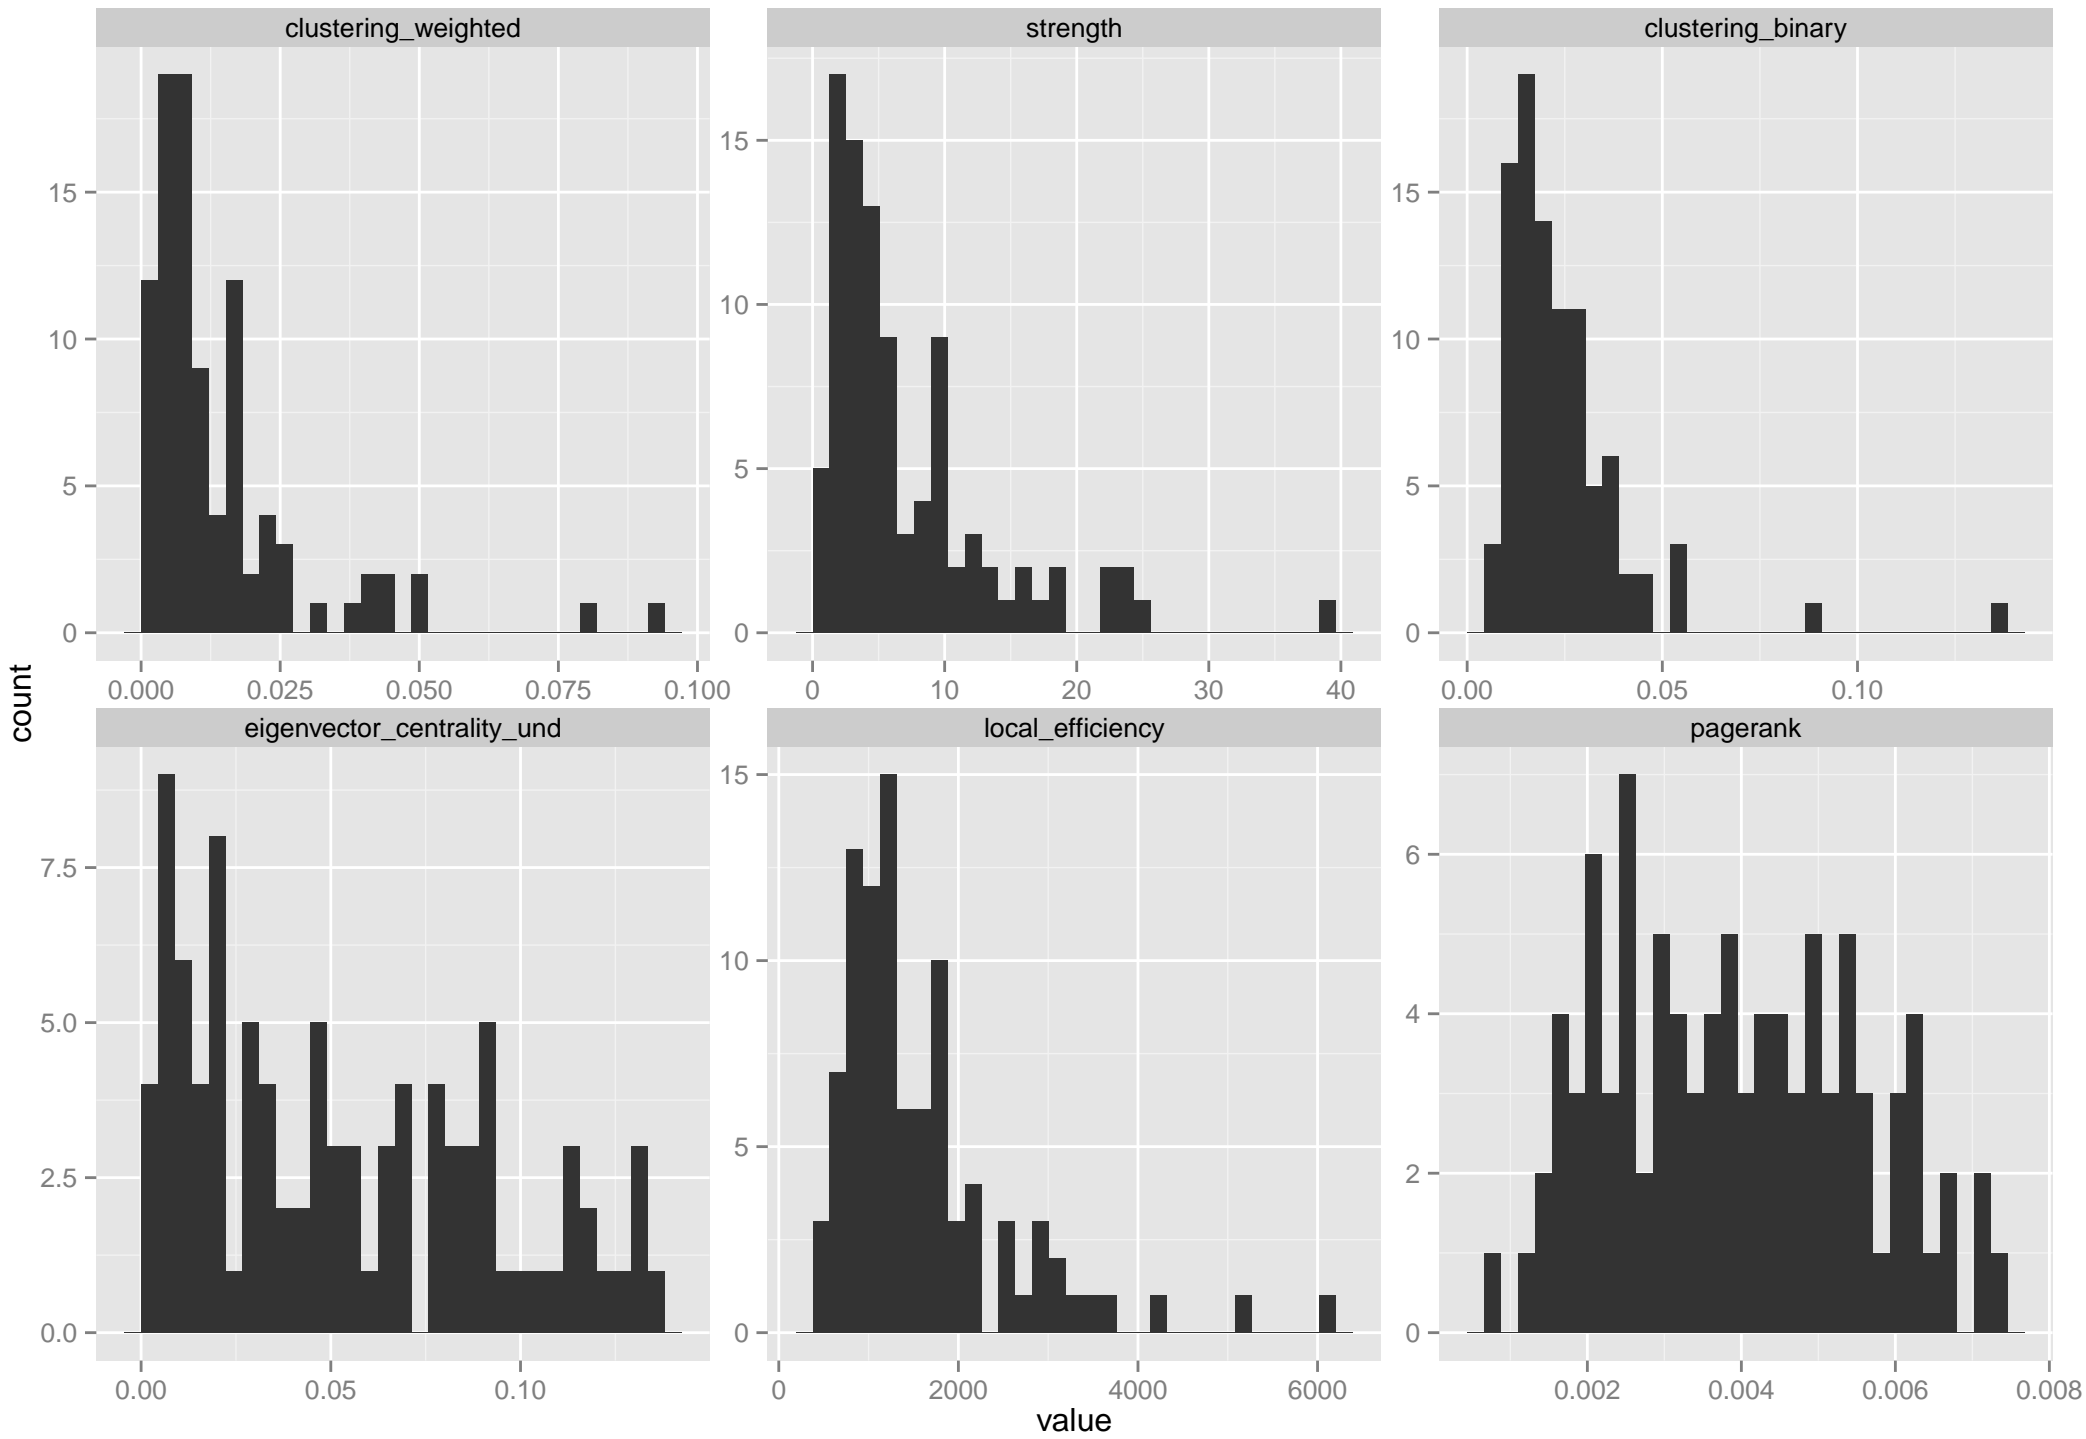 clustering_weighted
strength
clustering_binary
15
10
5
0
15
10
5
0
15
10
5
0
0.000 0.025 0.050 0.075 0.100
0 10 20 30 40
0.00 0.05 0.10
count
eigenvector_centrality_und
local_efficiency
pagerank
7.5
5.0
2.5
0.0
15
10
5
0
6
4
2
0
0.00 0.05 0.10
0 2000 4000 6000
0.002 0.004 0.006 0.008
value